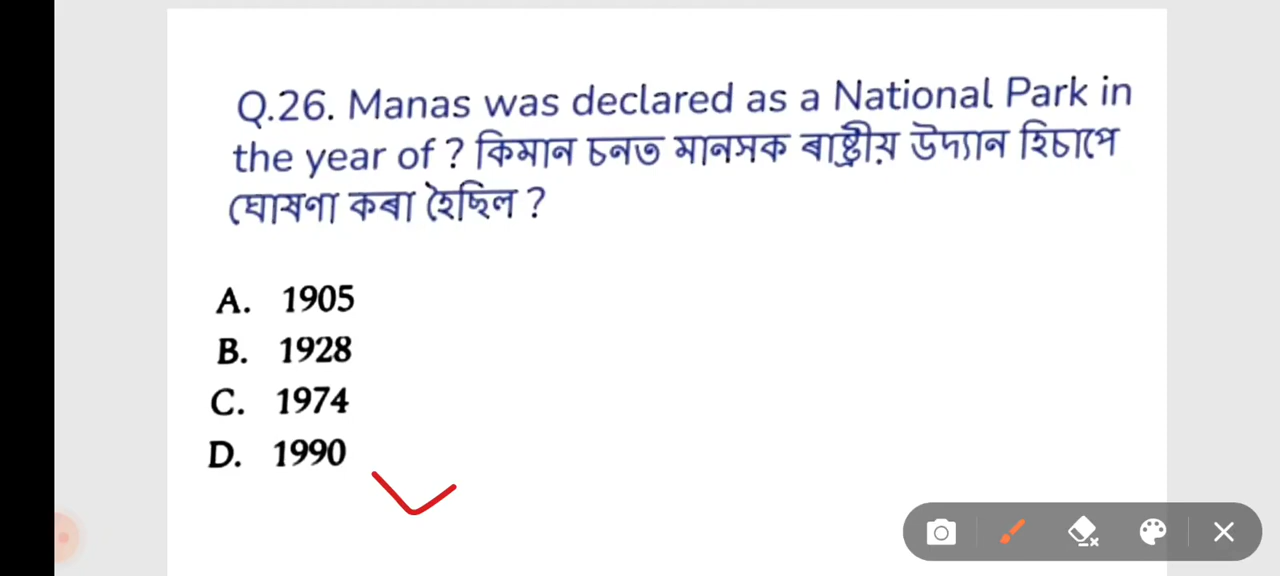 Q.26. Manas was declared as a National Park in
the year of ? কিমান চনত মানসক ৰাষ্ট্ৰীয় উদ্যান হিচাপে
ঘোষণা কৰা হৈছিল ?
A. 1905
B. 1928
C. 1974
D. 1990